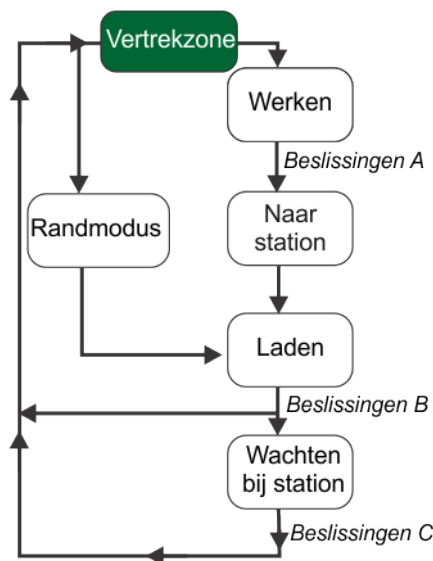 Vertrekzone
Werken
Beslissingen A
Randmodus
Naar
station
Laden
Beslissingen B
Wachten
bij station
Beslissingen C